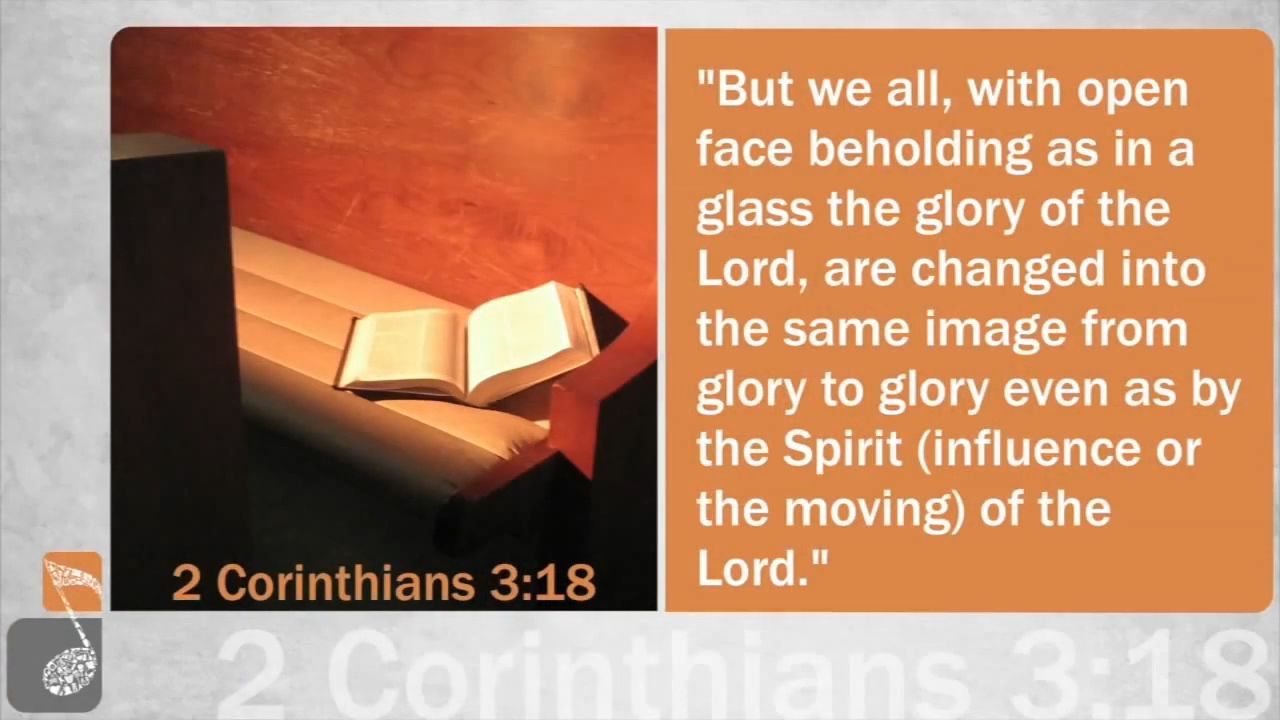 "But we all, with open
face beholding as in a
glass the glory of the
Lord, are changed into
the same image from
glory to glory even as by
the Spirit (influence or
the moving) of the
Lord."
2 Corinthians 3:18
2 Corinthians 3:18